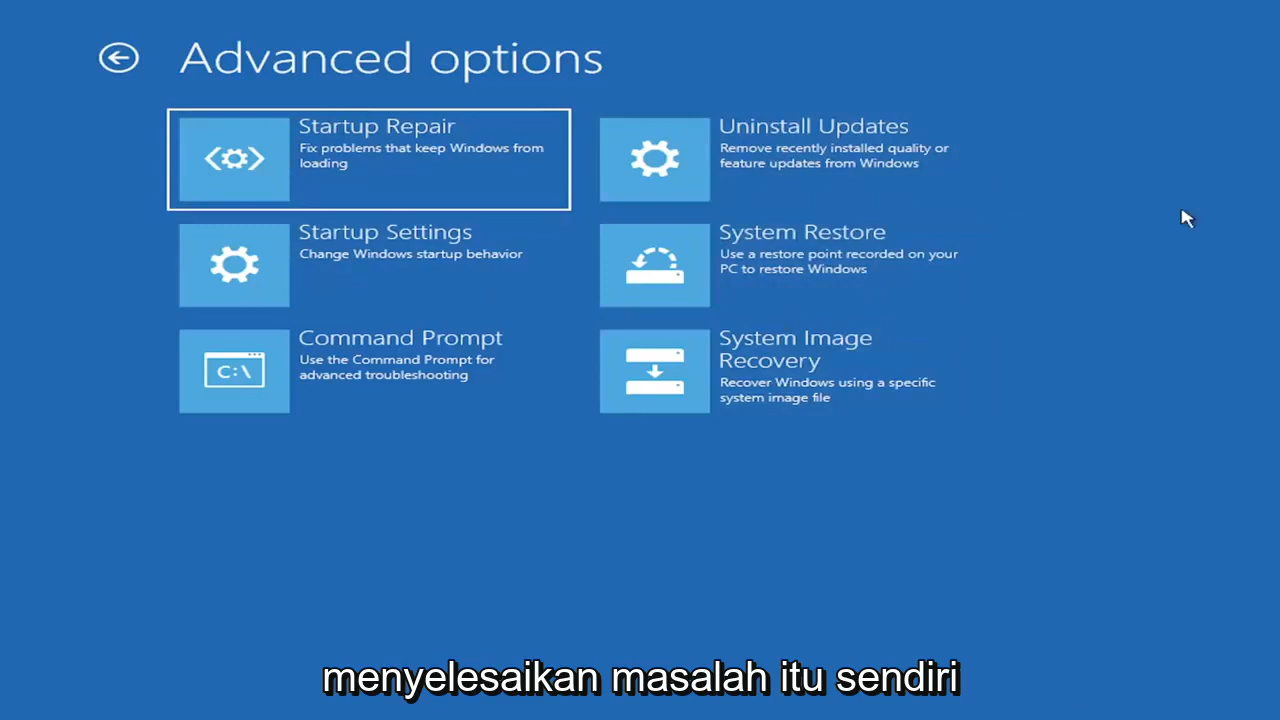 Advanced options
Startup Repair
Fix problems that keep Windows from
loading
Uninstall Updates
Remove recently installed quality or
feature updates from Windows
Startup Settings
Change Windows startup behavior
System Restore
Use a restore point recorded on your
PC to restore Windows
Command Prompt
Use the Command Prompt for
advanced troubleshooting
C:\
System Image
Recovery
Recover Windows using a specific
system image file
menyelesaikan masalah itu sendiri